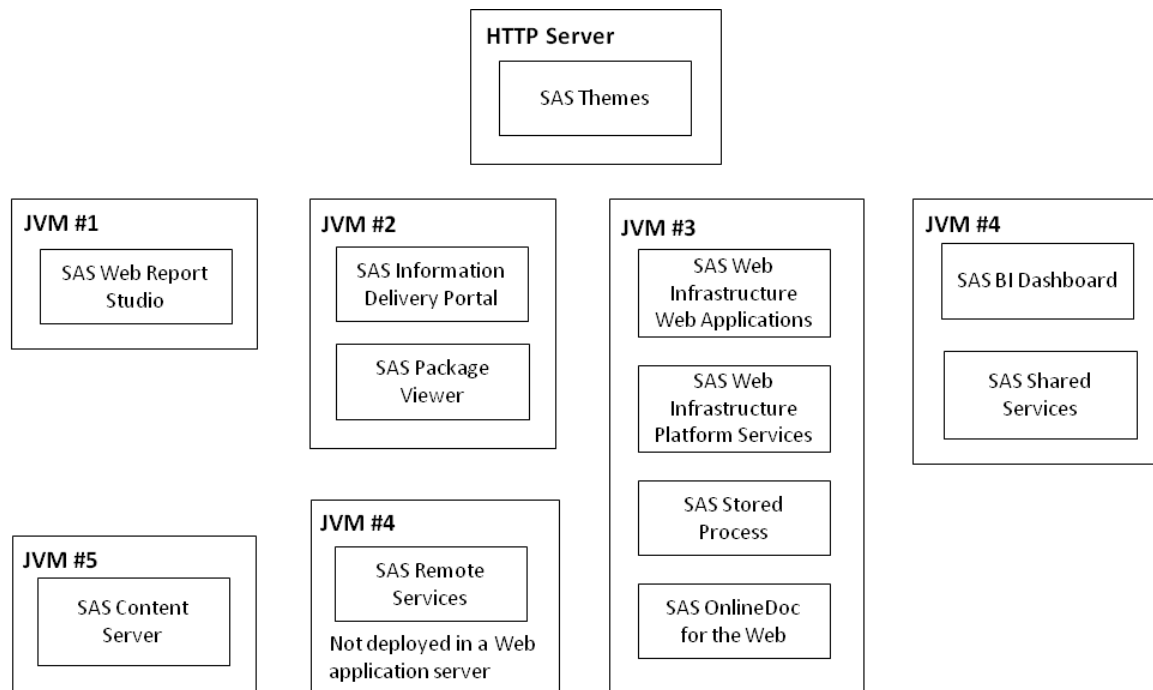 HTTP Server
SAS Themes
JVM #1
SAS Web Report
Studio
JVM #2
SAS Information
Delivery Portal
SAS Package
Viewer
JVM #3
SAS Web
Infrastructure
Web Applications
SAS Web
Infrastructure
Platform Services
SAS Stored
Process
SAS OnlineDoc
for the Web
JVM #4
SAS BI Dashboard
SAS Shared
Services
JVM #5
SAS Content
Server
JVM #4
SAS Remote
Services
Not deployed in a Web
application server